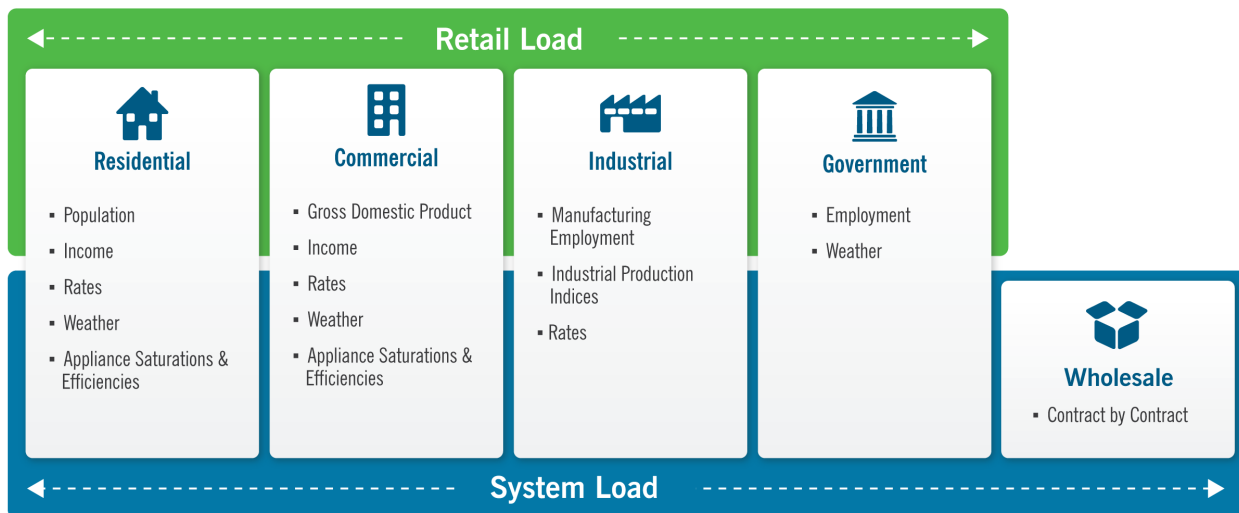 Retail Load
Residential
▪ Population
▪ Income
▪ Rates
▪ Weather
▪ Appliance Saturations &
Efficiencies
Commercial
▪ Gross Domestic Product
▪ Income
▪ Rates
▪ Weather
▪ Appliance Saturations &
Efficiencies
Industrial
▪ Manufacturing
Employment
▪ Industrial Production
Indices
▪ Rates
Government
▪ Employment
▪ Weather
Wholesale
▪ Contract by Contract
System Load